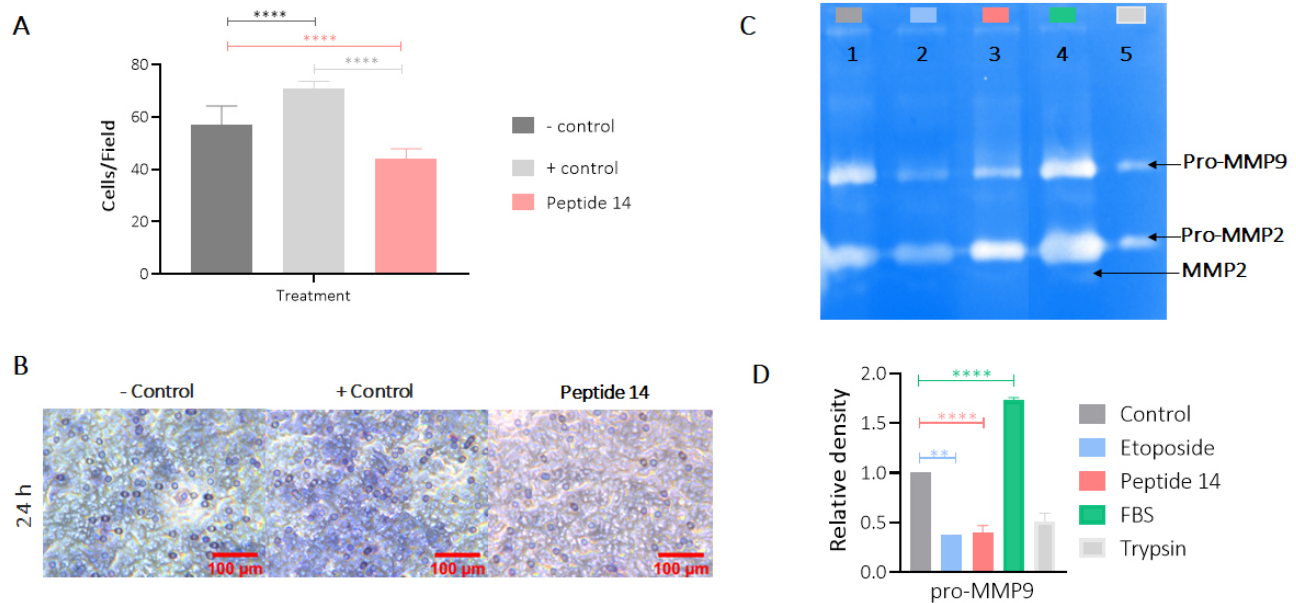 A
****
****
****
80
60
40
20
0
Cells/Field
Treatment
- control
+ control
Peptide 14
B
- Control
+ Control
Peptide 14
24 h
100 µm
100 µm
100 µm
C
1 2 3 4 5
Pro-MMP9
Pro-MMP2
MMP2
D
****
****
**
2.0
1.5
1.0
0.5
0.0
Relative density
pro-MMP9
Control
Etoposide
Peptide 14
FBS
Trypsin